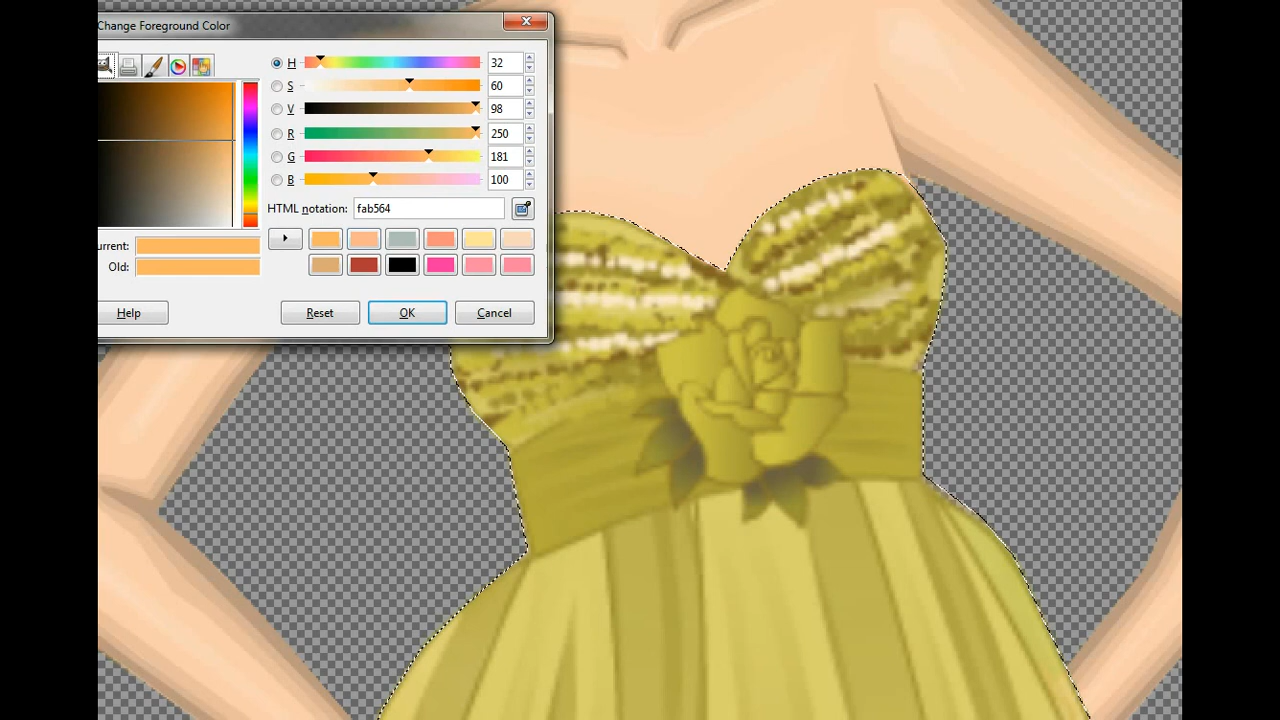 Change Foreground Color
H 32
S 60
V 98
R 250
G 181
B 100
HTML notation: fab564
urrent:
Old:
Help Reset OK Cancel